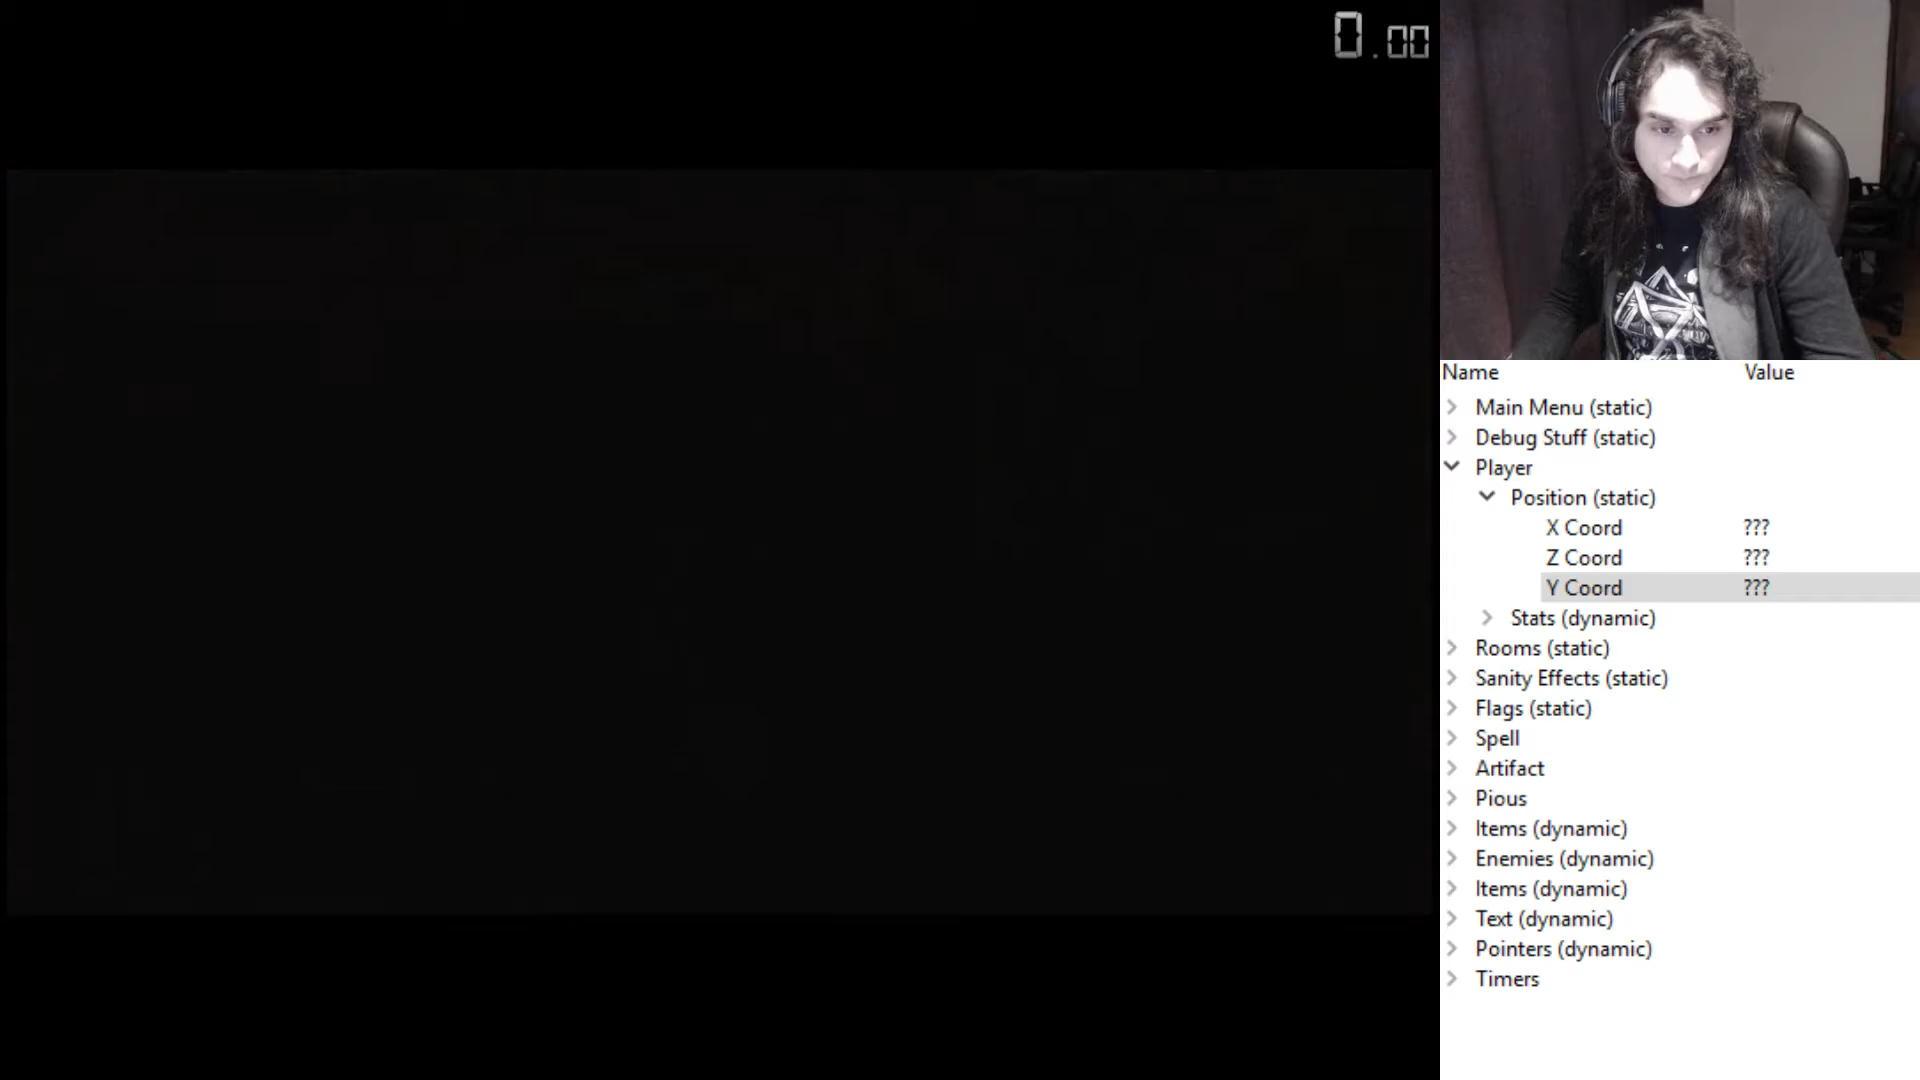 0.00
Name Value
Main Menu (static)
Debug Stuff (static)
Player
Position (static)
X Coord ???
Z Coord ???
Y Coord ???
Stats (dynamic)
Rooms (static)
Sanity Effects (static)
Flags (static)
Spell
Artifact
Pious
Items (dynamic)
Enemies (dynamic)
Items (dynamic)
Text (dynamic)
Pointers (dynamic)
Timers